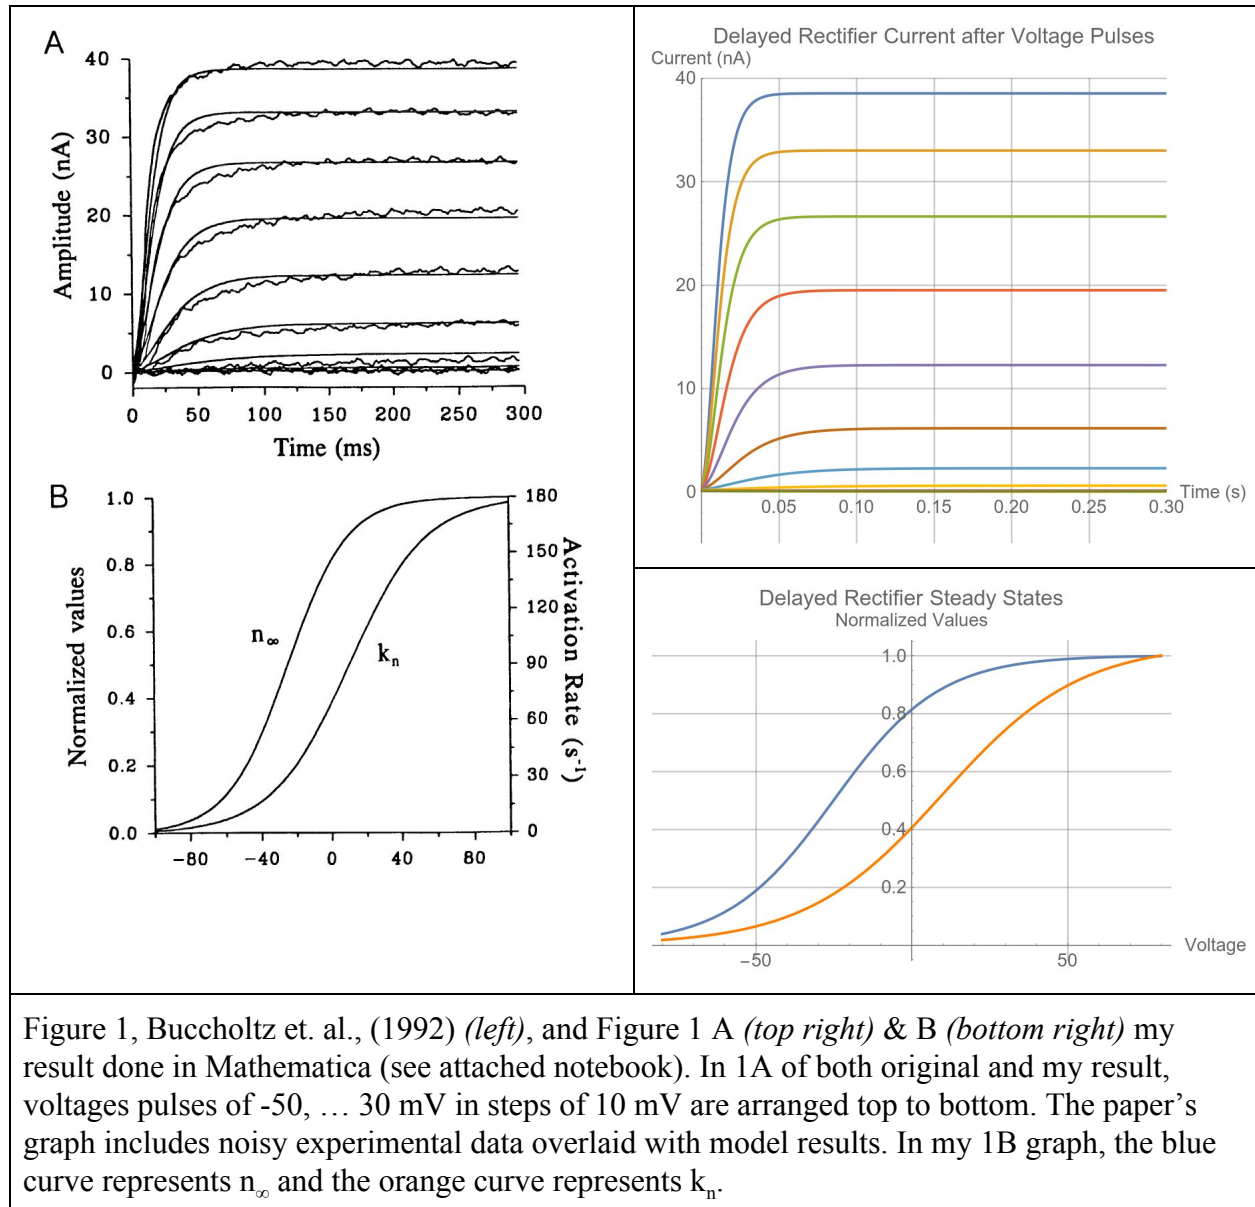 A
40
30
20
10
0
Amplitude (nA)
0 50 100 150 200 250 300
Time (ms)
B
1.0
0.8
0.6
0.4
0.2
0.0
Normalized values
n∞
kn
180
150
120
90
60
30
0
Activation Rate (s⁻¹)
−80 −40 0 40 80
Delayed Rectifier Current after Voltage Pulses
Current (nA)
40
30
20
10
0
0.05 0.10 0.15 0.20 0.25 0.30
Time (s)
Delayed Rectifier Steady States
Normalized Values
1.0
0.8
0.6
0.4
0.2
−50 50
Voltage
Figure 1, Buccholtz et. al., (1992) (left), and Figure 1 A (top right) & B (bottom right) my
result done in Mathematica (see attached notebook). In 1A of both original and my result,
voltages pulses of -50, … 30 mV in steps of 10 mV are arranged top to bottom. The paper’s
graph includes noisy experimental data overlaid with model results. In my 1B graph, the blue
curve represents n∞ and the orange curve represents kn.